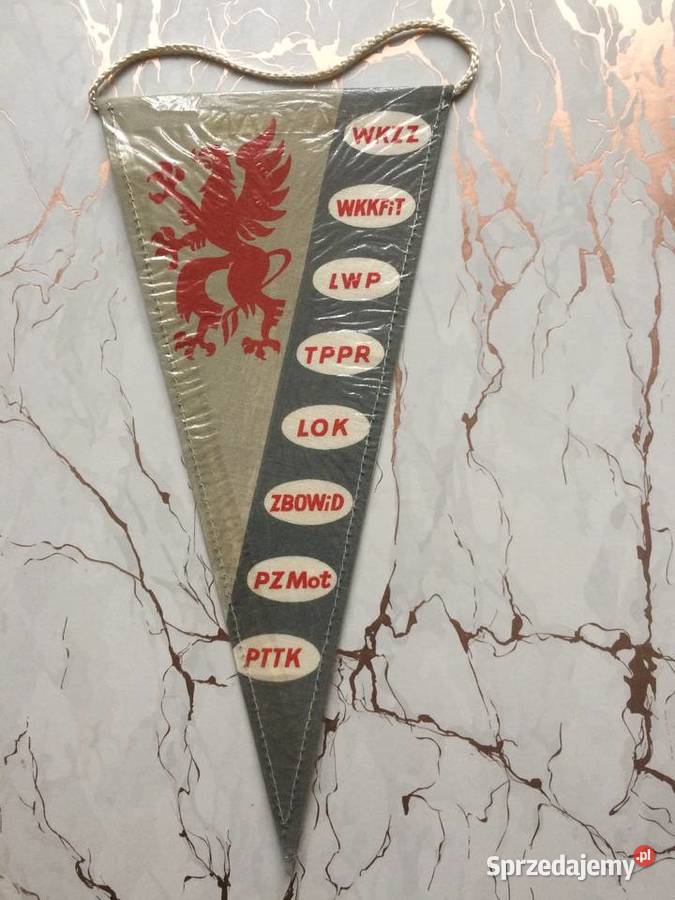 WKZZ
WKKFiT
LWP
TPPR
LOK
ZBOWiD
PZMot
PTTK
Sprzedajemy.pl